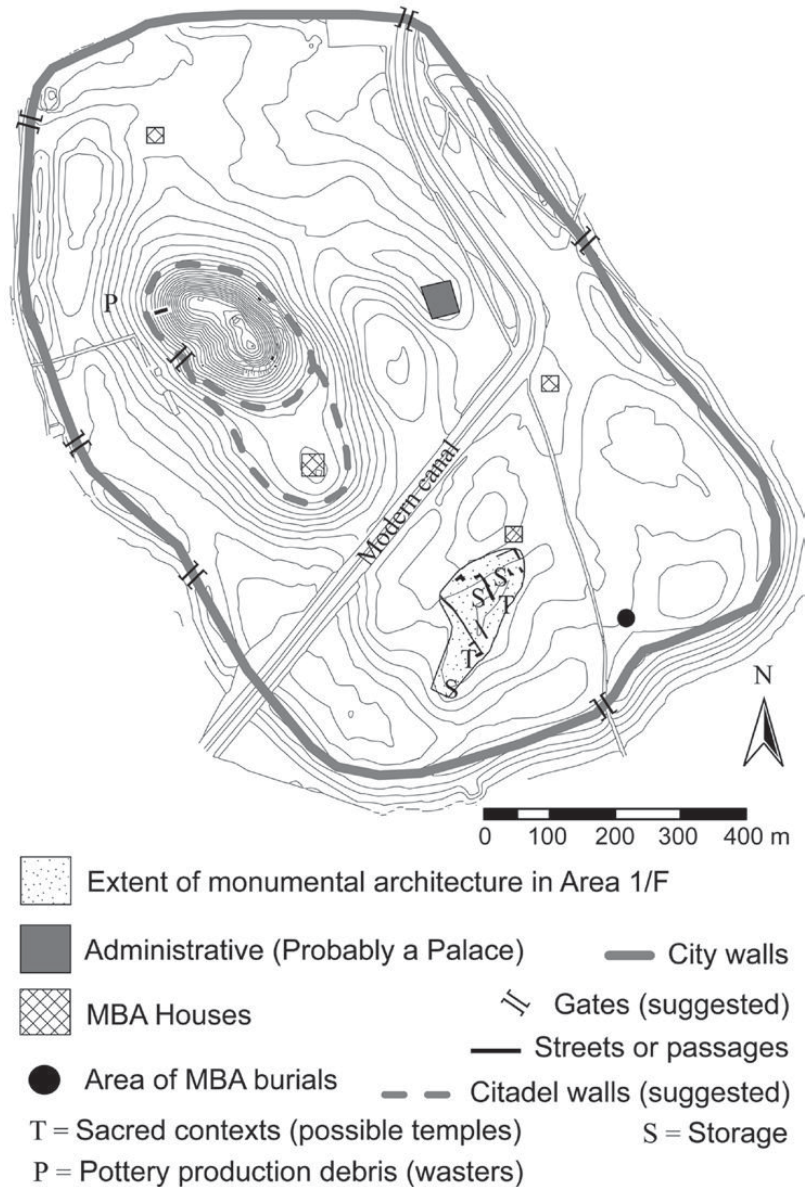 P
Modern canal
S
S
T
T
S
N
0 100 200 300 400 m
Extent of monumental architecture in Area 1/F
Administrative (Probably a Palace)
City walls
MBA Houses
Gates (suggested)
Streets or passages
Area of MBA burials
Citadel walls (suggested)
T = Sacred contexts (possible temples)
S = Storage
P = Pottery production debris (wasters)